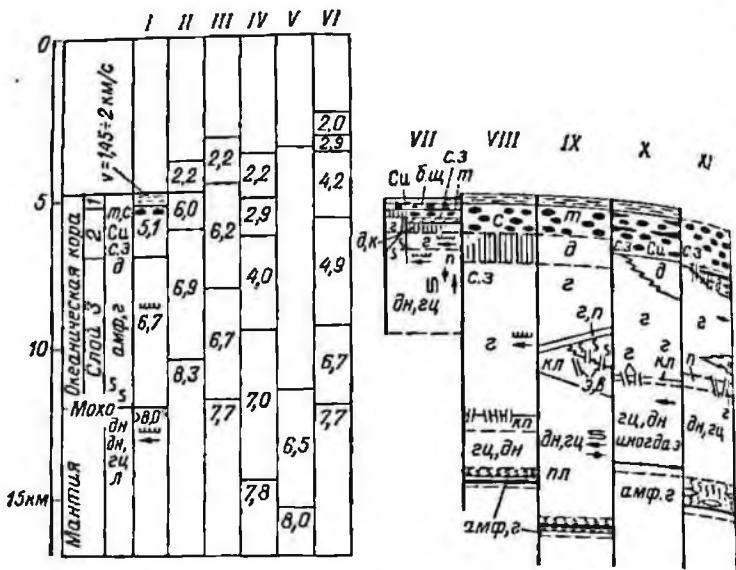 I II III IV V VI
0
5
10
15км
Океаническая кора
Слой 3
2
1
Мохо
Мантия
v=1,45÷2 км/с
т,с
Си
с.з
д
амф,г
s
s
дн
дн,
гц
л
5,1
6,7
8,0
2,2
6,0
6,9
8,3
2,2
6,2
6,7
7,7
2,2
2,9
4,0
7,0
7,8
6,5
8,0
2,0
2,9
4,2
4,9
6,7
7,7
VII VIII IX X XI
Си бщ с.з т
д,к
г
s
s
г
п
дн,гц
с
с.з
г
кп
гц,дн
амф,г
т
д
г
г,п
кл
э,в
дн,гц
пл
с.з Си
д
г
г
г
кл
гц,дн
иногда з
амф.г
с.з
г
п
г
дн,гц